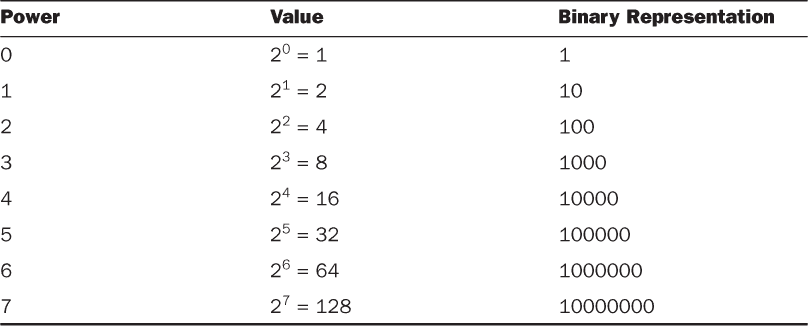 Power Value Binary Representation
0 2⁰ = 1 1
1 2¹ = 2 10
2 2² = 4 100
3 2³ = 8 1000
4 2⁴ = 16 10000
5 2⁵ = 32 100000
6 2⁶ = 64 1000000
7 2⁷ = 128 10000000